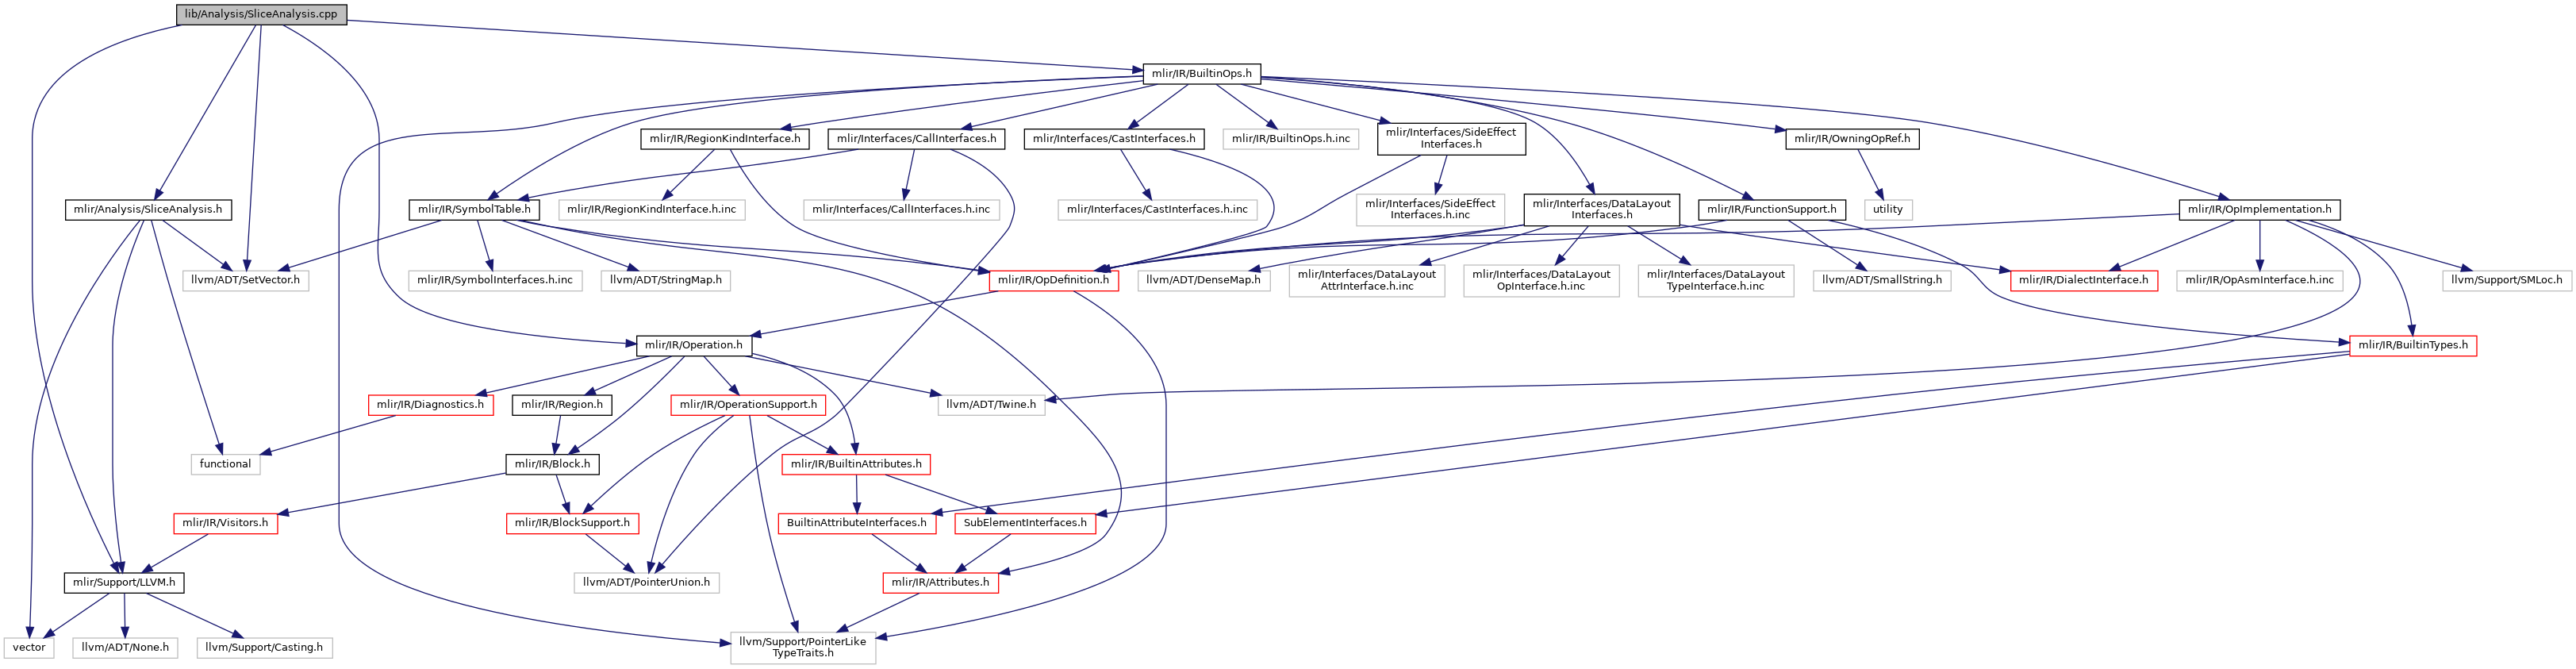 lib/Analysis/SliceAnalysis.cpp
mlir/IR/BuiltinOps.h
mlir/IR/RegionKindInterface.h
mlir/Interfaces/CallInterfaces.h
mlir/Interfaces/CastInterfaces.h
mlir/IR/BuiltinOps.h.inc
mlir/Interfaces/SideEffect
Interfaces.h
mlir/IR/OwningOpRef.h
mlir/Analysis/SliceAnalysis.h
mlir/IR/SymbolTable.h
mlir/IR/RegionKindInterface.h.inc
mlir/Interfaces/CallInterfaces.h.inc
mlir/Interfaces/CastInterfaces.h.inc
mlir/Interfaces/SideEffect
Interfaces.h.inc
mlir/Interfaces/DataLayout
Interfaces.h
mlir/IR/FunctionSupport.h
utility
mlir/IR/OpImplementation.h
llvm/ADT/SetVector.h
mlir/IR/SymbolInterfaces.h.inc
llvm/ADT/StringMap.h
mlir/IR/OpDefinition.h
llvm/ADT/DenseMap.h
mlir/Interfaces/DataLayout
AttrInterface.h.inc
mlir/Interfaces/DataLayout
OpInterface.h.inc
mlir/Interfaces/DataLayout
TypeInterface.h.inc
llvm/ADT/SmallString.h
mlir/IR/DialectInterface.h
mlir/IR/OpAsmInterface.h.inc
llvm/Support/SMLoc.h
mlir/IR/Operation.h
mlir/IR/BuiltinTypes.h
mlir/IR/Diagnostics.h
mlir/IR/Region.h
mlir/IR/OperationSupport.h
llvm/ADT/Twine.h
functional
mlir/IR/Block.h
mlir/IR/BuiltinAttributes.h
mlir/IR/Visitors.h
mlir/IR/BlockSupport.h
BuiltinAttributeInterfaces.h
SubElementInterfaces.h
mlir/Support/LLVM.h
llvm/ADT/PointerUnion.h
mlir/IR/Attributes.h
vector
llvm/ADT/None.h
llvm/Support/Casting.h
llvm/Support/PointerLike
TypeTraits.h